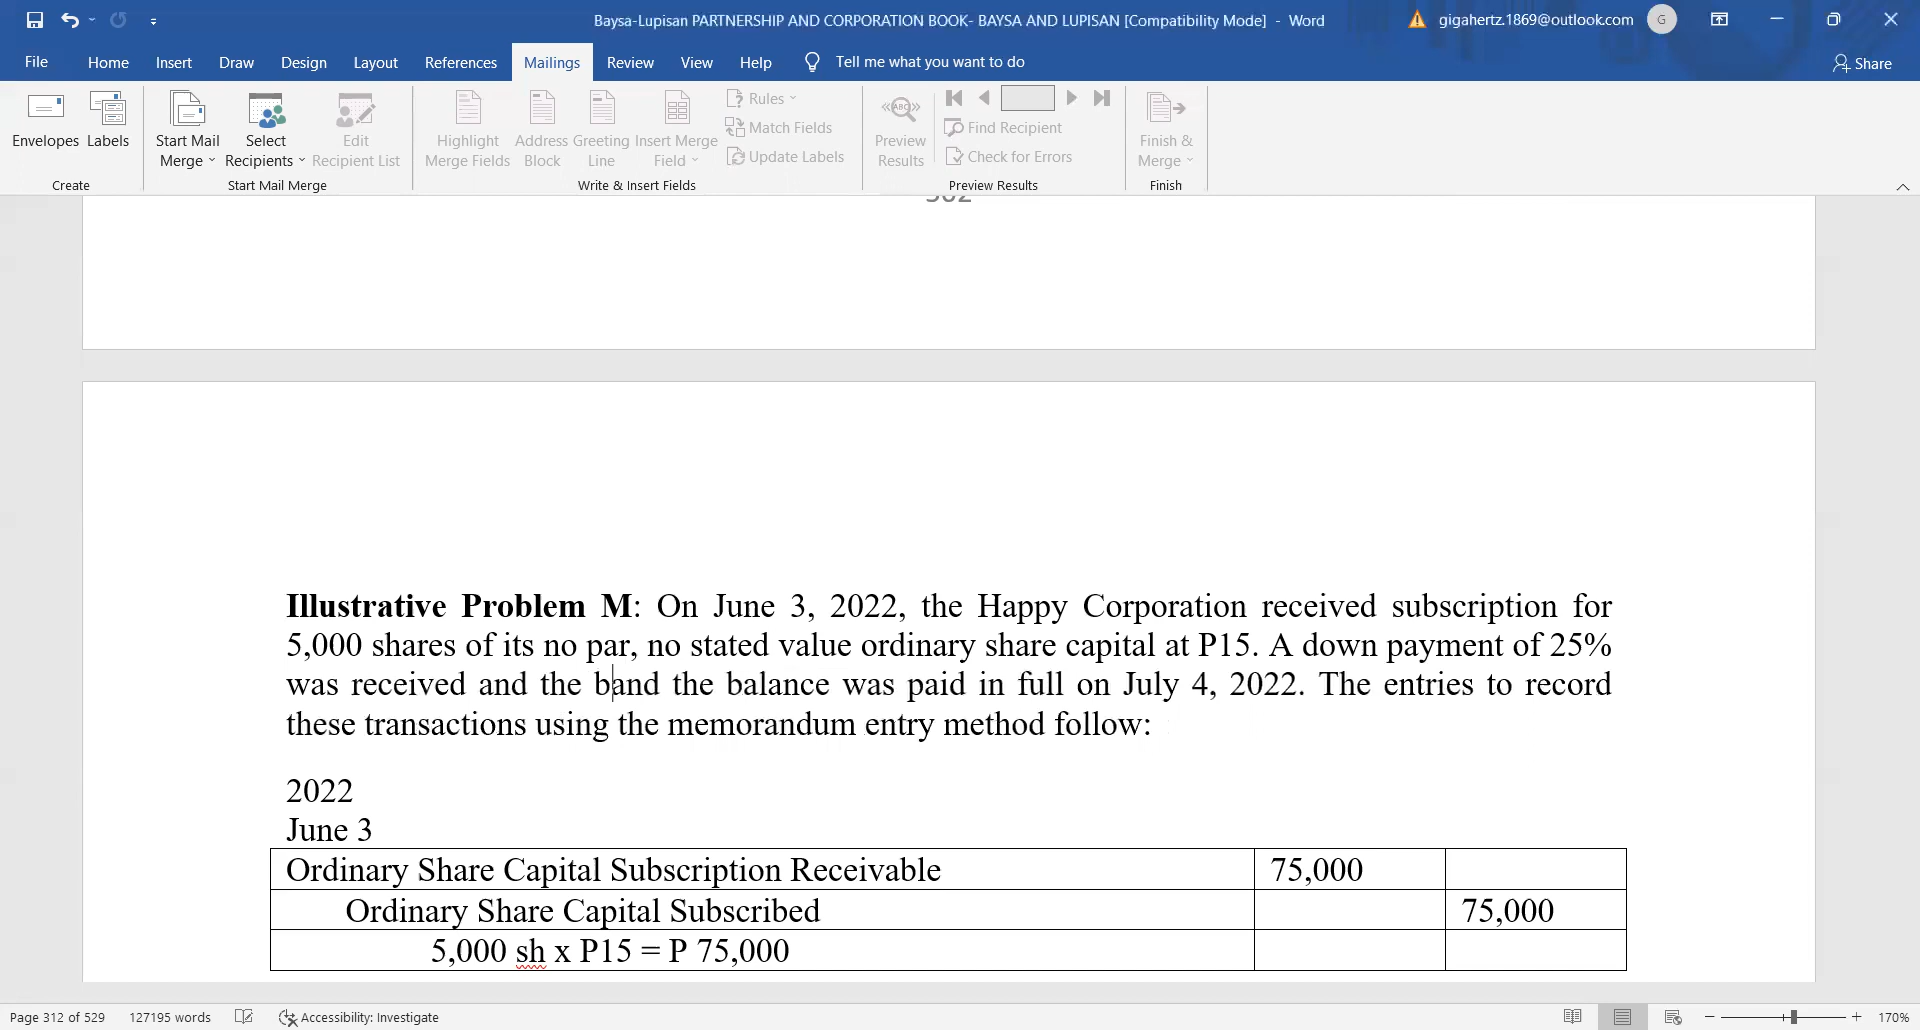 Baysa-Lupisan PARTNERSHIP AND CORPORATION BOOK- BAYSA AND LUPISAN [Compatibility Mode] - Word
gigahertz.1869@outlook.com
G
File Home Insert Draw Design Layout References Mailings Review View Help Tell me what you want to do
Share
Envelopes
Labels
Create
Start Mail Merge
Select Recipients
Edit Recipient List
Start Mail Merge
Highlight Merge Fields
Address Block
Greeting Line
Insert Merge Field
Rules
Match Fields
Update Labels
Write & Insert Fields
ABC
Preview Results
Find Recipient
Check for Errors
Preview Results
Finish & Merge
Finish
302
Illustrative Problem M: On June 3, 2022, the Happy Corporation received subscription for
5,000 shares of its no par, no stated value ordinary share capital at P15. A down payment of 25%
was received and the band the balance was paid in full on July 4, 2022. The entries to record
these transactions using the memorandum entry method follow:
2022
June 3
Ordinary Share Capital Subscription Receivable 75,000
Ordinary Share Capital Subscribed 75,000
5,000 sh x P15 = P 75,000
Page 312 of 529 127195 words Accessibility: Investigate 170%